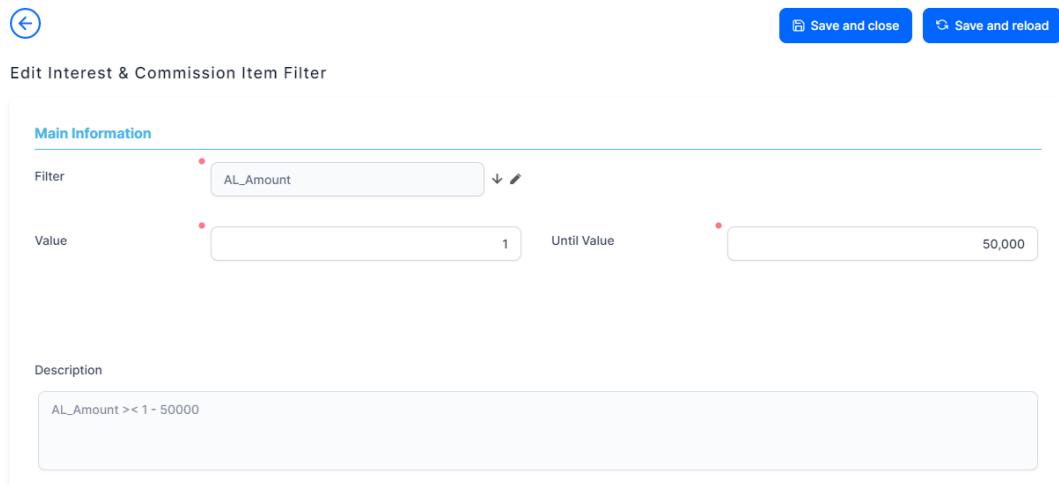 Save and close Save and reload
Edit Interest & Commission Item Filter
Main Information
Filter AL_Amount
Value 1 Until Value 50,000
Description
AL_Amount >< 1 - 50000